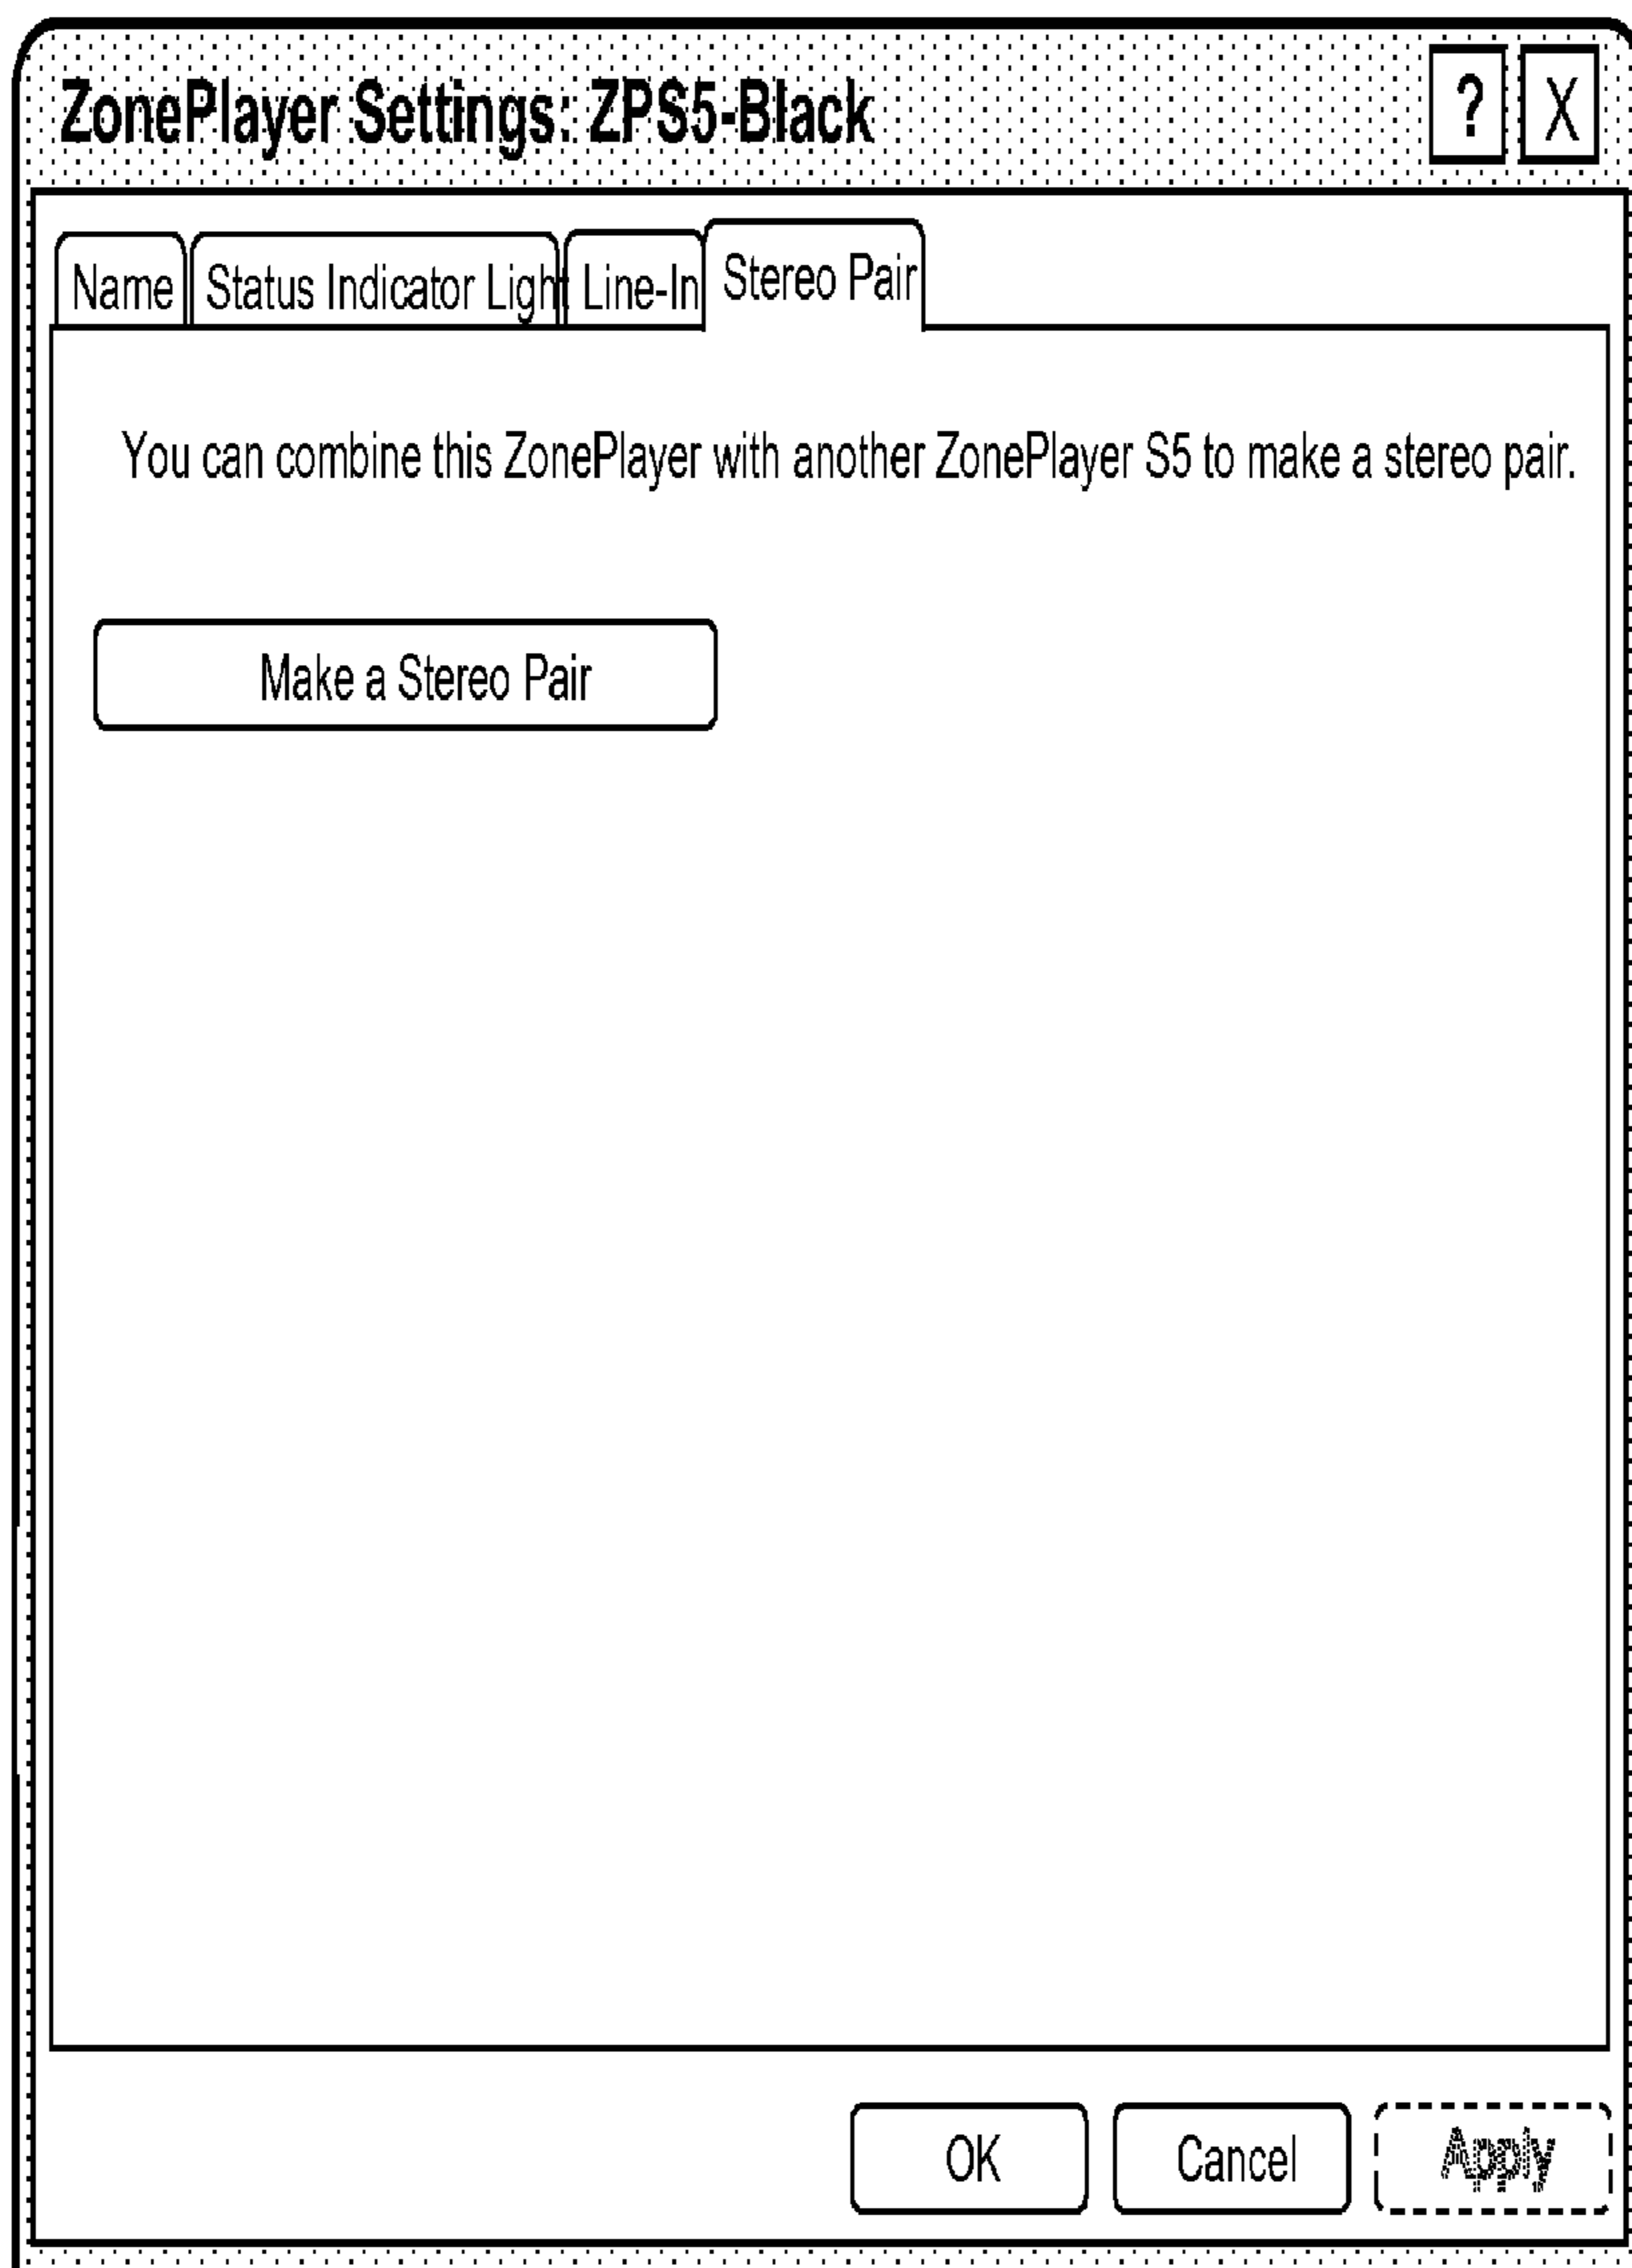 ZonePlayer Settings: ZPS5-Black ? X
Name Status Indicator Light Line-In Stereo Pair
You can combine this ZonePlayer with another ZonePlayer S5 to make a stereo pair.
Make a Stereo Pair
OK Cancel Apply